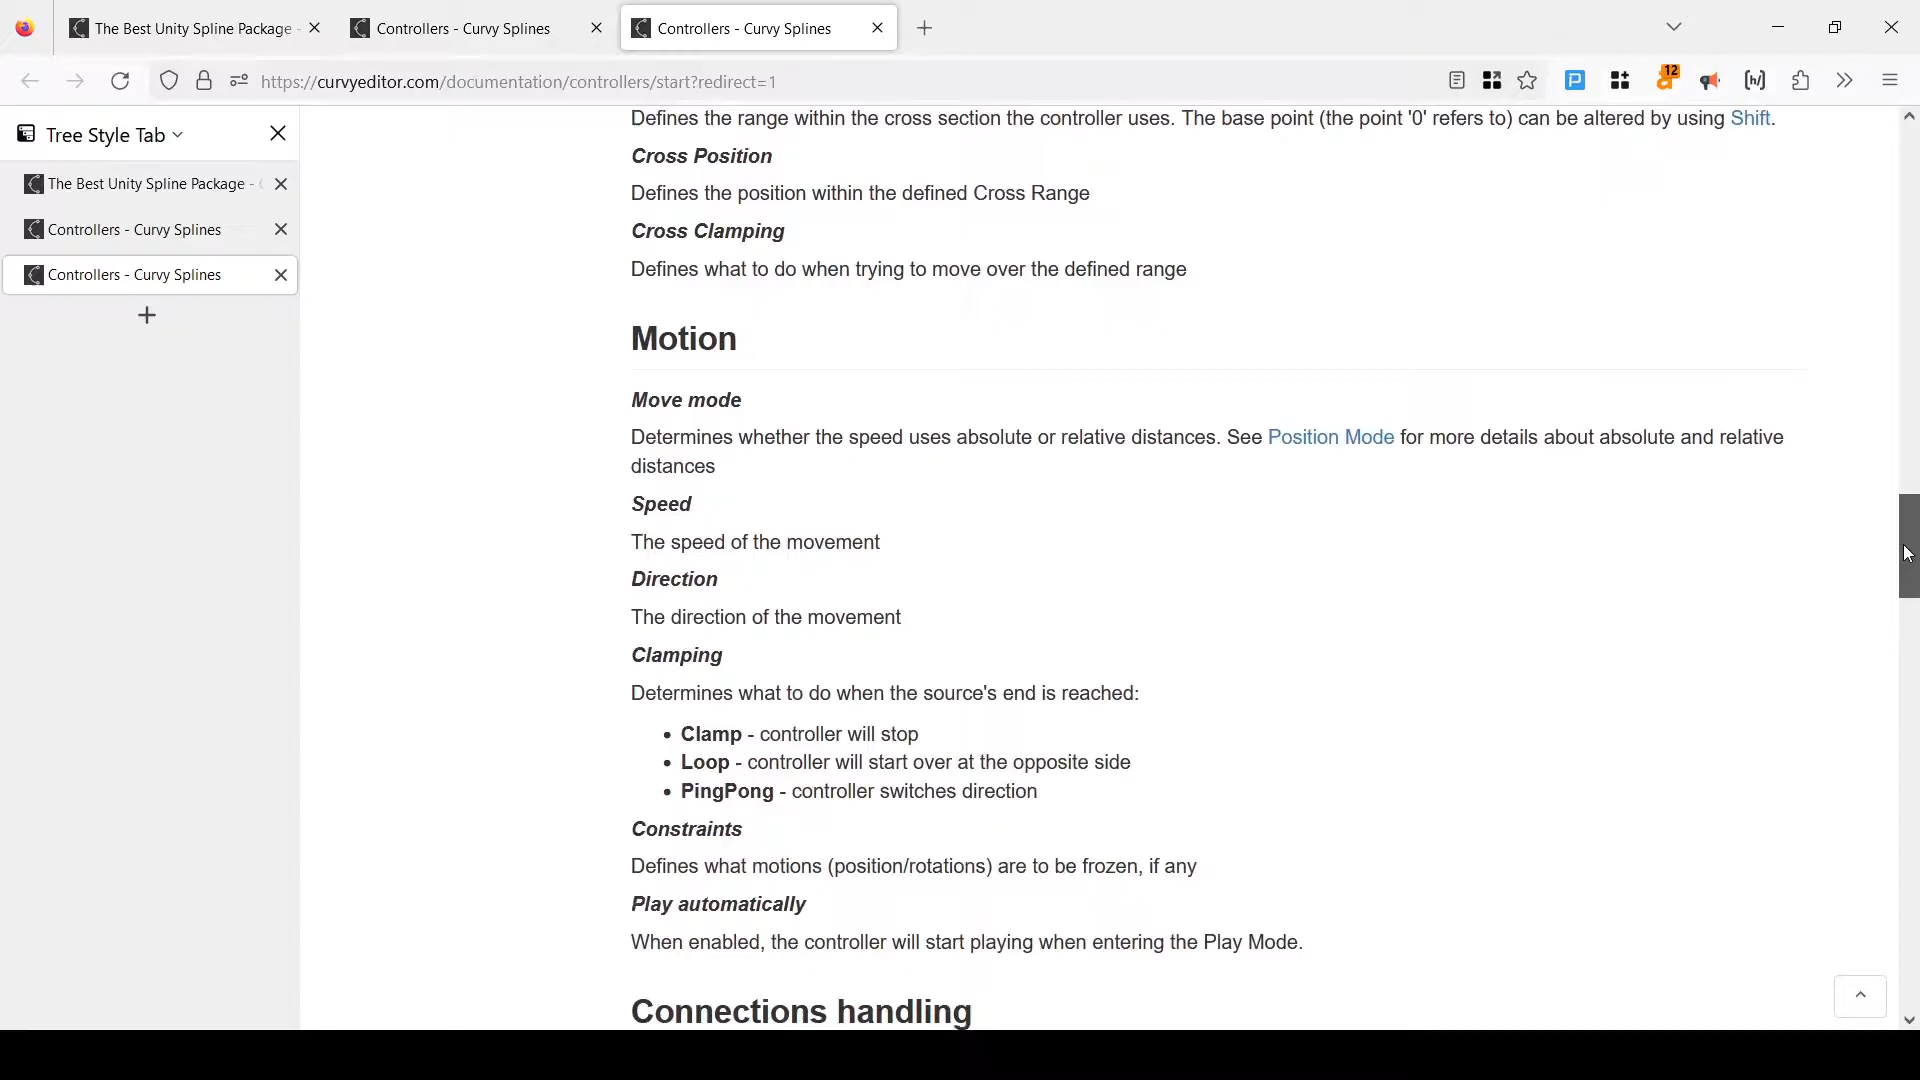 The Best Unity Spline Package -
Controllers - Curvy Splines
Controllers - Curvy Splines
https://curvyeditor.com/documentation/controllers/start?redirect=1
12
[h/]
Tree Style Tab
The Best Unity Spline Package -
Controllers - Curvy Splines
Controllers - Curvy Splines
Defines the range within the cross section the controller uses. The base point (the point '0' refers to) can be altered by using Shift.
Cross Position
Defines the position within the defined Cross Range
Cross Clamping
Defines what to do when trying to move over the defined range
Motion
Move mode
Determines whether the speed uses absolute or relative distances. See Position Mode for more details about absolute and relative
distances
Speed
The speed of the movement
Direction
The direction of the movement
Clamping
Determines what to do when the source's end is reached:
• Clamp - controller will stop
• Loop - controller will start over at the opposite side
• PingPong - controller switches direction
Constraints
Defines what motions (position/rotations) are to be frozen, if any
Play automatically
When enabled, the controller will start playing when entering the Play Mode.
Connections handling